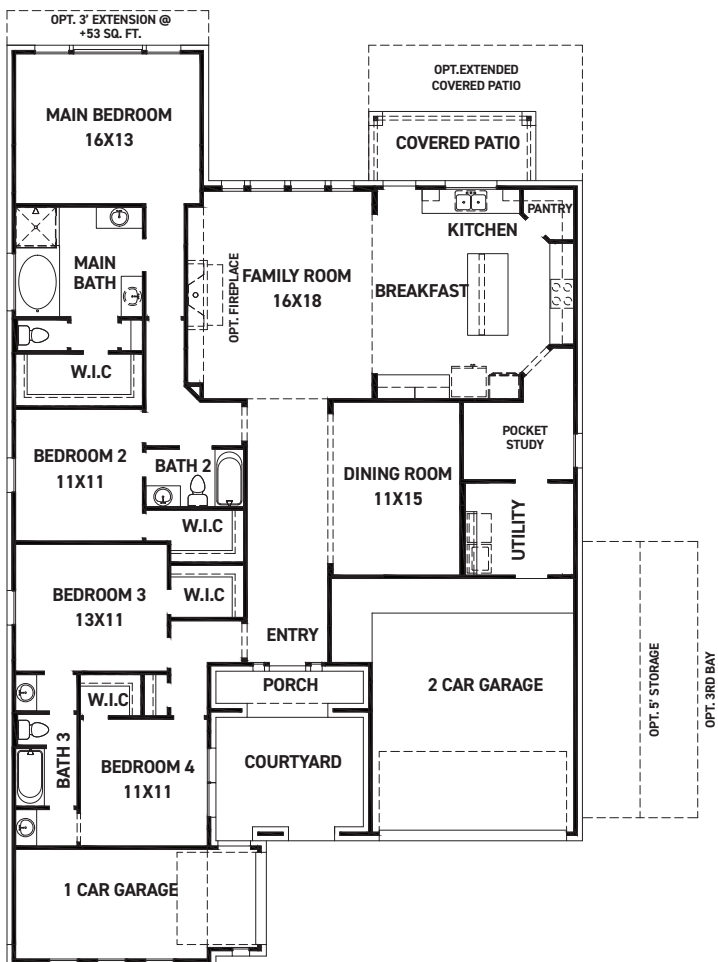 OPT. 3' EXTENSION @
+53 SQ. FT.
OPT.EXTENDED
COVERED PATIO
MAIN BEDROOM
16X13
COVERED PATIO
PANTRY
KITCHEN
MAIN
BATH
OPT. FIREPLACE
FAMILY ROOM
16X18
BREAKFAST
W.I.C
POCKET
STUDY
BEDROOM 2
11X11
BATH 2
DINING ROOM
11X15
W.I.C
UTILITY
BEDROOM 3
13X11
W.I.C
ENTRY
PORCH
2 CAR GARAGE
OPT. 5' STORAGE
OPT. 3RD BAY
W.I.C
BATH 3
BEDROOM 4
11X11
COURTYARD
1 CAR GARAGE